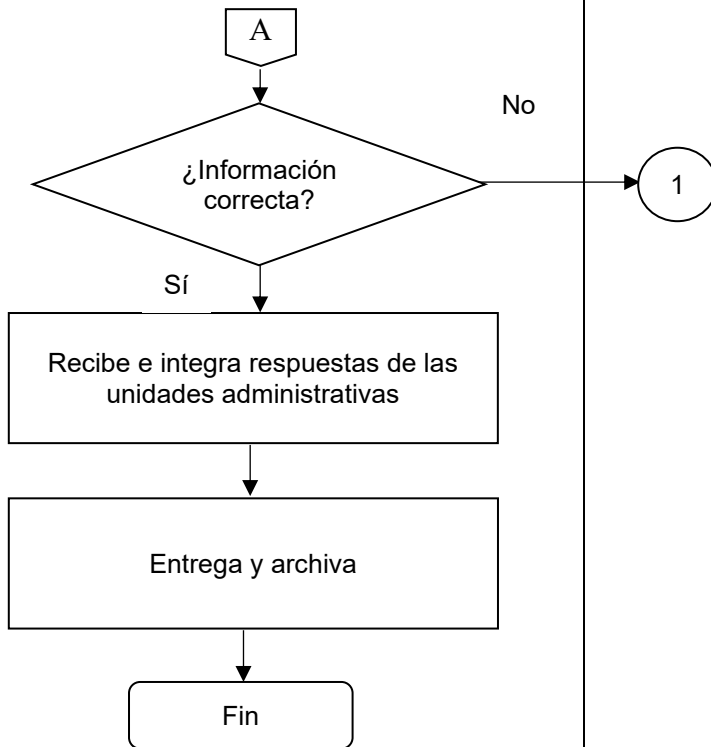 A
No
¿Información
correcta?
1
Sí
Recibe e integra respuestas de las
unidades administrativas
Entrega y archiva
Fin